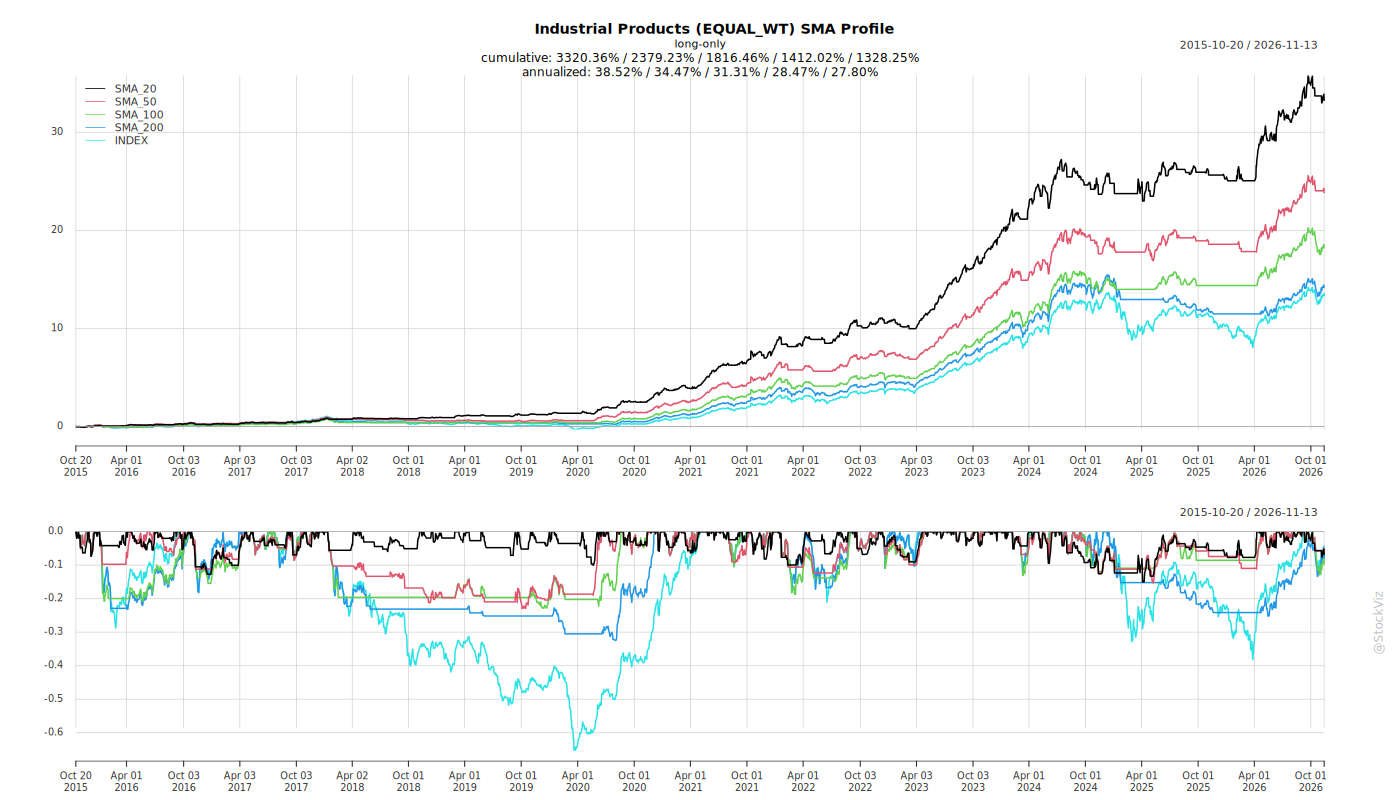 Industrial Products (EQUAL_WT) SMA Profile
long-only
2015-10-20 / 2026-11-13
cumulative: 3320.36% / 2379.23% / 1816.46% / 1412.02% / 1328.25%
annualized: 38.52% / 34.47% / 31.31% / 28.47% / 27.80%
SMA_20
SMA_50
SMA_100
SMA_200
INDEX
30
20
10
0
Oct 20 Apr 01 Oct 03 Apr 03 Oct 03 Apr 02 Oct 01 Apr 01 Oct 01 Apr 01 Oct 01 Apr 01 Oct 01 Apr 01 Oct 03 Apr 03 Oct 03 Apr 01 Oct 01 Apr 01 Oct 01 Apr 01 Oct 01
2015 2016 2016 2017 2017 2018 2018 2019 2019 2020 2020 2021 2021 2022 2022 2023 2023 2024 2024 2025 2025 2026 2026
2015-10-20 / 2026-11-13
0.0
-0.1
-0.2
-0.3
-0.4
-0.5
-0.6
Oct 20 Apr 01 Oct 03 Apr 03 Oct 03 Apr 02 Oct 01 Apr 01 Oct 01 Apr 01 Oct 01 Apr 01 Oct 01 Apr 01 Oct 03 Apr 03 Oct 03 Apr 01 Oct 01 Apr 01 Oct 01 Apr 01 Oct 01
2015 2016 2016 2017 2017 2018 2018 2019 2019 2020 2020 2021 2021 2022 2022 2023 2023 2024 2024 2025 2025 2026 2026
@StockViz